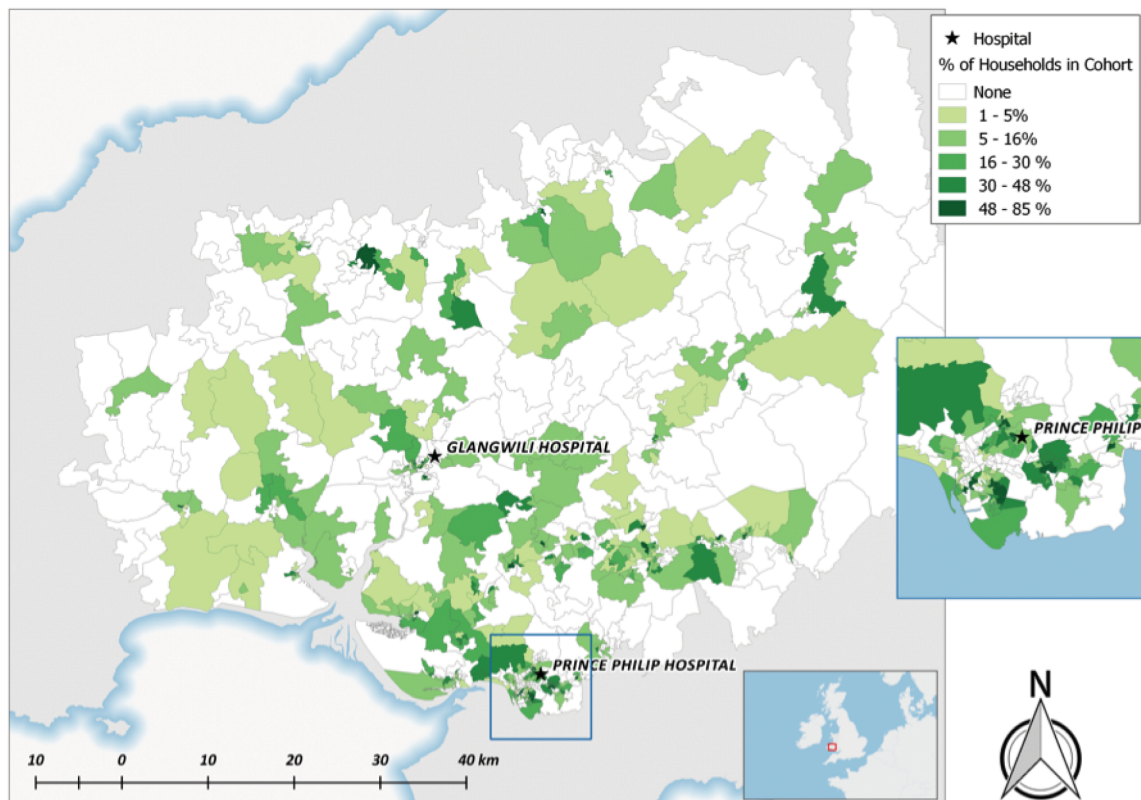 Hospital
% of Households in Cohort
None
1 - 5%
5 - 16%
16 - 30 %
30 - 48 %
48 - 85 %
GLANGWILI HOSPITAL
PRINCE PHILIP
PRINCE PHILIP HOSPITAL
N
10 0 10 20 30 40 km